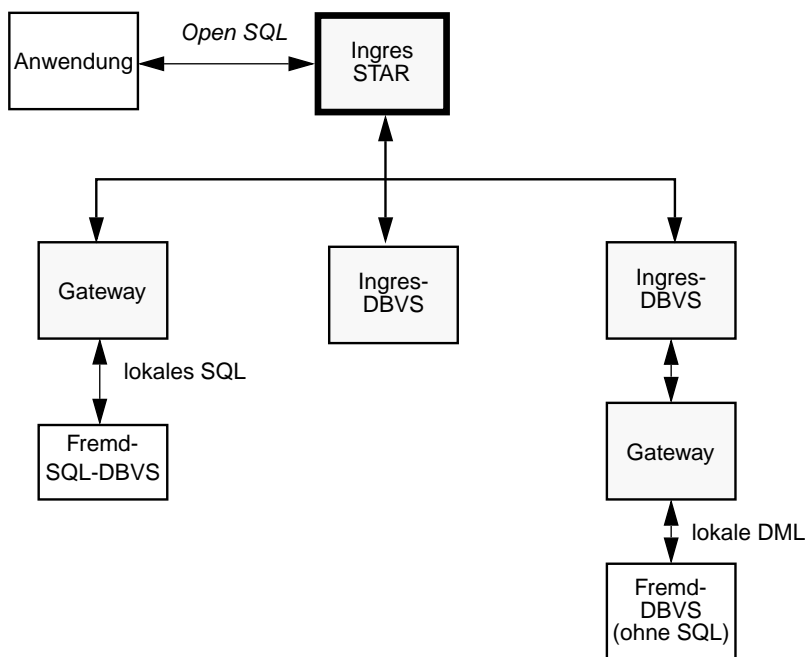 Open SQL
Anwendung
Ingres
STAR
Gateway
Ingres-
DBVS
Ingres-
DBVS
lokales SQL
Fremd-
SQL-DBVS
Gateway
lokale DML
Fremd-
DBVS
(ohne SQL)